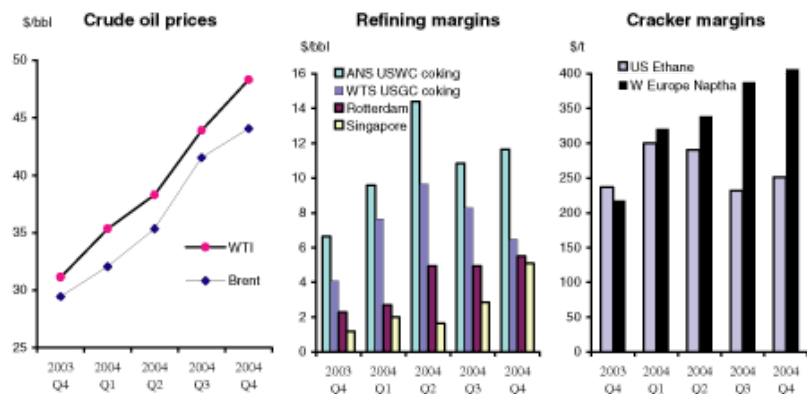 $/bbl
Crude oil prices
50
45
40
35
30
25
WTI
Brent
2003 2004 2004 2004 2004
Q4 Q1 Q2 Q3 Q4
Refining margins
$/bbl
16
14
12
10
8
6
4
2
0
ANS USWC coking
WTS USGC coking
Rotterdam
Singapore
2003 2004 2004 2004 2004
Q4 Q1 Q2 Q3 Q4
Cracker margins
$/t
400
350
300
250
200
150
100
50
0
US Ethane
W Europe Naptha
2003 2004 2004 2004 2004
Q4 Q1 Q2 Q3 Q4